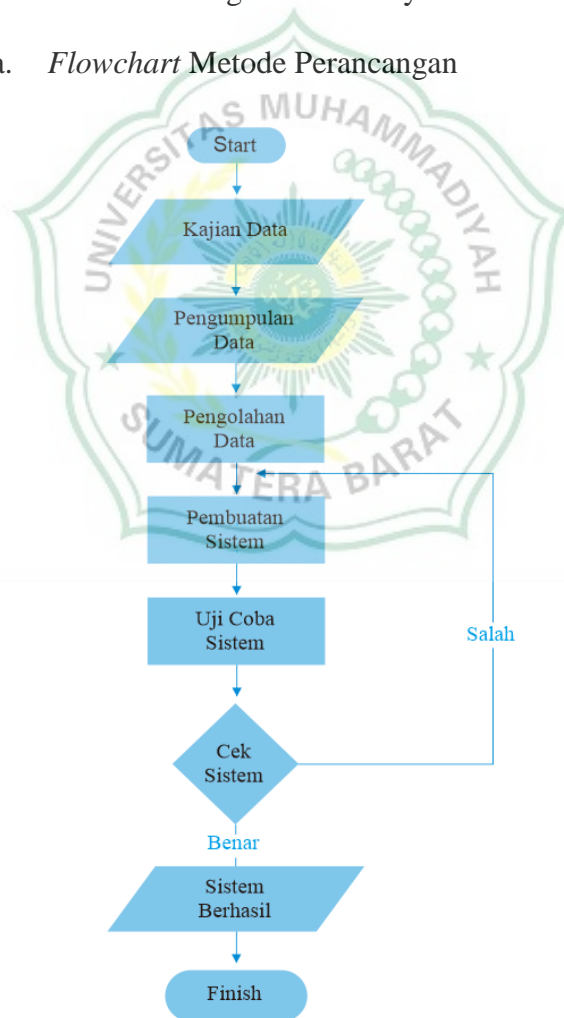 a. Flowchart Metode Perancangan
UNIVERSITAS MUHAMMADIYAH
SUMATERA BARAT
Start
Kajian Data
Pengumpulan
Data
Pengolahan
Data
Pembuatan
Sistem
Uji Coba
Sistem
Salah
Cek
Sistem
Benar
Sistem
Berhasil
Finish